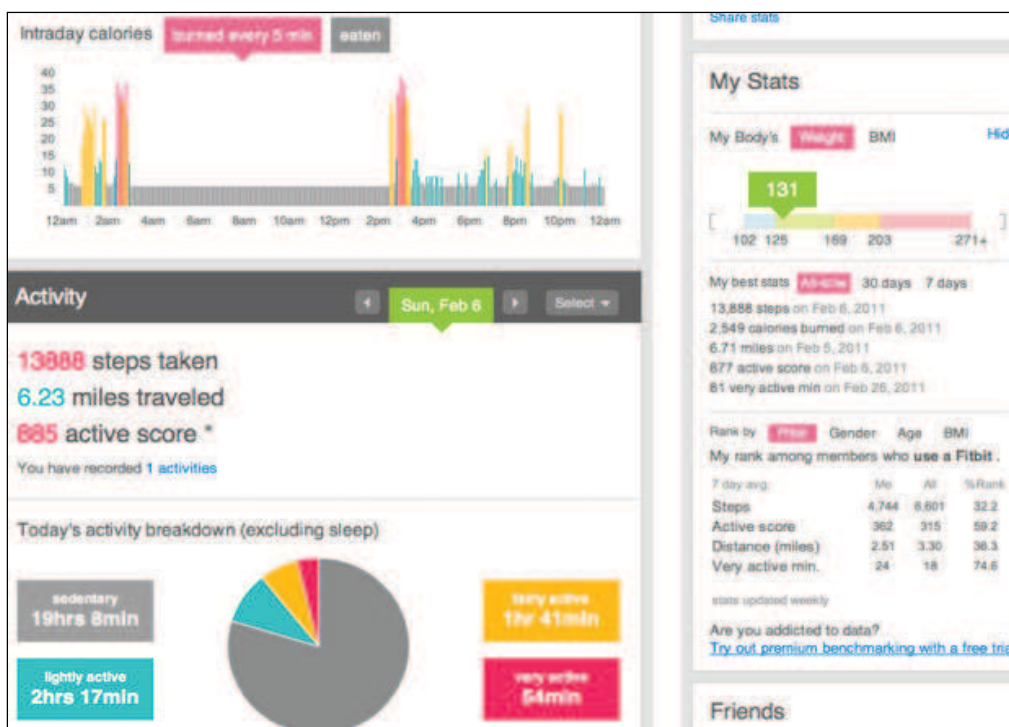 Intraday calories burned every 5 min eaten
40
35
30
25
20
15
10
5
12am 2am 4am 6am 8am 10am 12pm 2pm 4pm 6pm 8pm 10pm 12am
Activity
Sun, Feb 6
Select
13888 steps taken
6.23 miles traveled
885 active score *
You have recorded 1 activities
Today's activity breakdown (excluding sleep)
sedentary
19hrs 8min
lightly active
2hrs 17min
fairly active
1hr 41min
very active
54min
Share stats
My Stats
My Body's Weight BMI Hid
131
102 125 169 203 271+
My best stats All-time 30 days 7 days
13,888 steps on Feb 6, 2011
2,549 calories burned on Feb 6, 2011
6.71 miles on Feb 5, 2011
877 active score on Feb 6, 2011
61 very active min on Feb 26, 2011
Rank by Gender Age BMI
My rank among members who use a Fitbit .
7 day avg. Me All %Rank
Steps 4,744 6,601 32.2
Active score 362 315 59.2
Distance (miles) 2.51 3.30 36.3
Very active min. 24 18 74.6
stats updated weekly
Are you addicted to data?
Try out premium benchmarking with a free tria
Friends